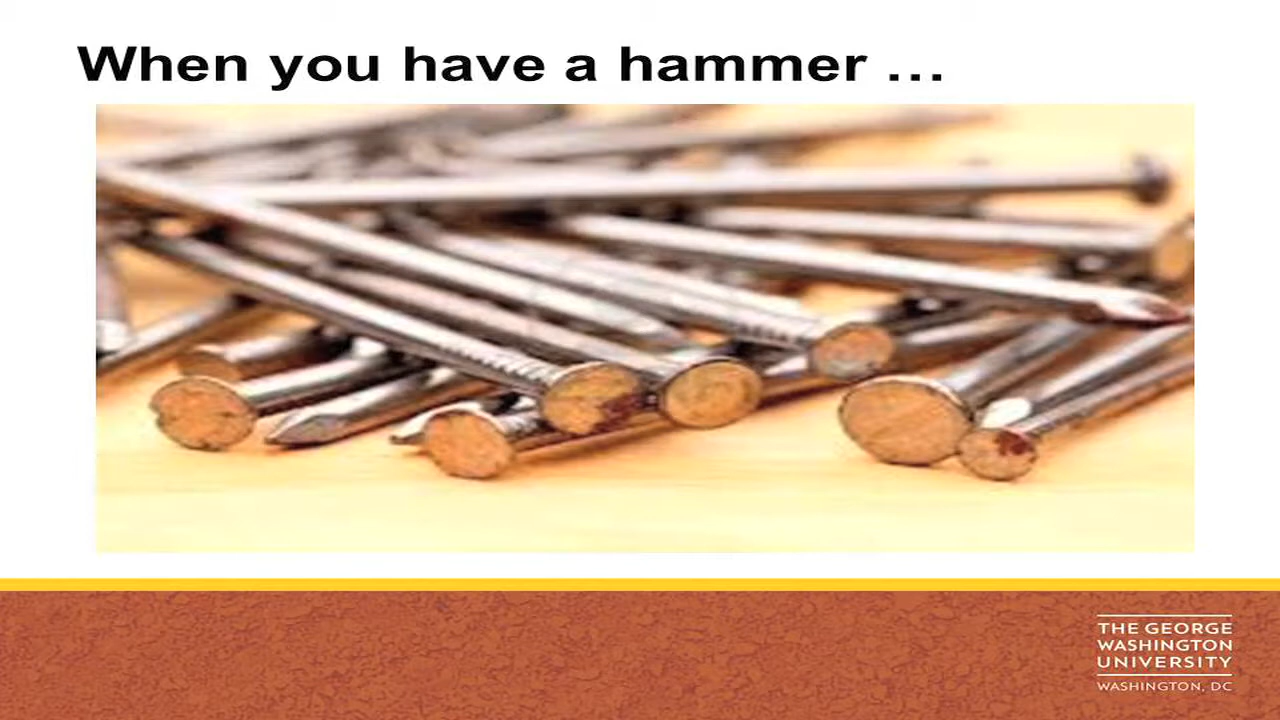 When you have a hammer ...
THE GEORGE
WASHINGTON
UNIVERSITY
WASHINGTON, DC